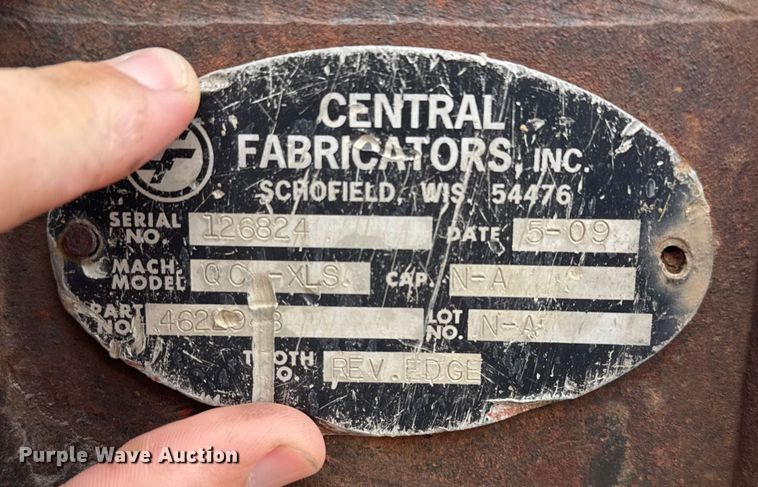 CENTRAL
FABRICATORS, INC.
SCHOFIELD, WIS. 54476
SERIAL NO. 126824 DATE 5-09
MACH. MODEL QC -XLS CAP. N-A
PART NO. LOT NO. N-A
TOOTH NO. REV. EDGE
Purple Wave Auction